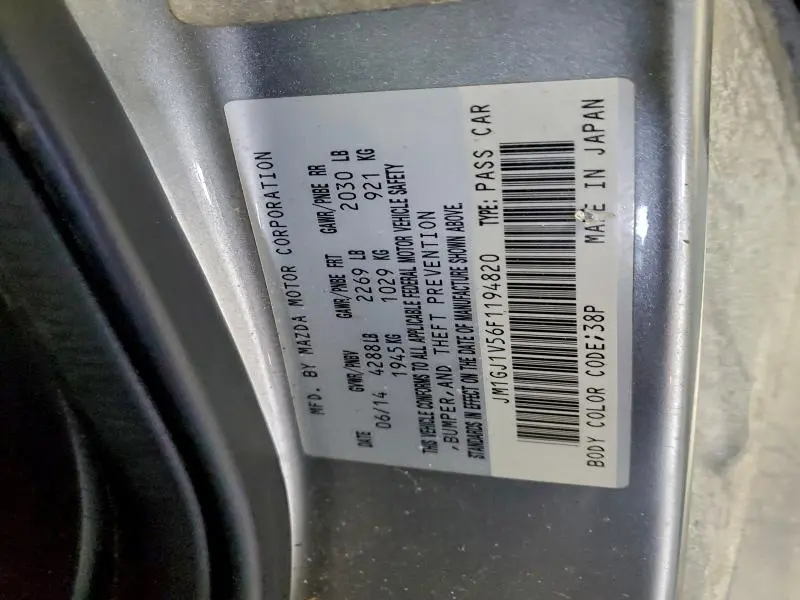 MFD. BY MAZDA MOTOR CORPORATION
DATE GVWR/PNBV GAWR/PNBE FRT GAWR/PNBE RR
06/14 4288LB 2269 LB 2030 LB
1945KG 1029 KG 921 KG
THIS VEHICLE CONFORMS TO ALL APPLICABLE FEDERAL MOTOR VEHICLE SAFETY
,BUMPER,AND THEFT PREVENTION
STANDARDS IN EFFECT ON THE DATE OF MANUFACTURE SHOWN ABOVE.
JM1GJ1V56F1194820 TYPE: PASS CAR
BODY COLOR CODE;38P MADE IN JAPAN